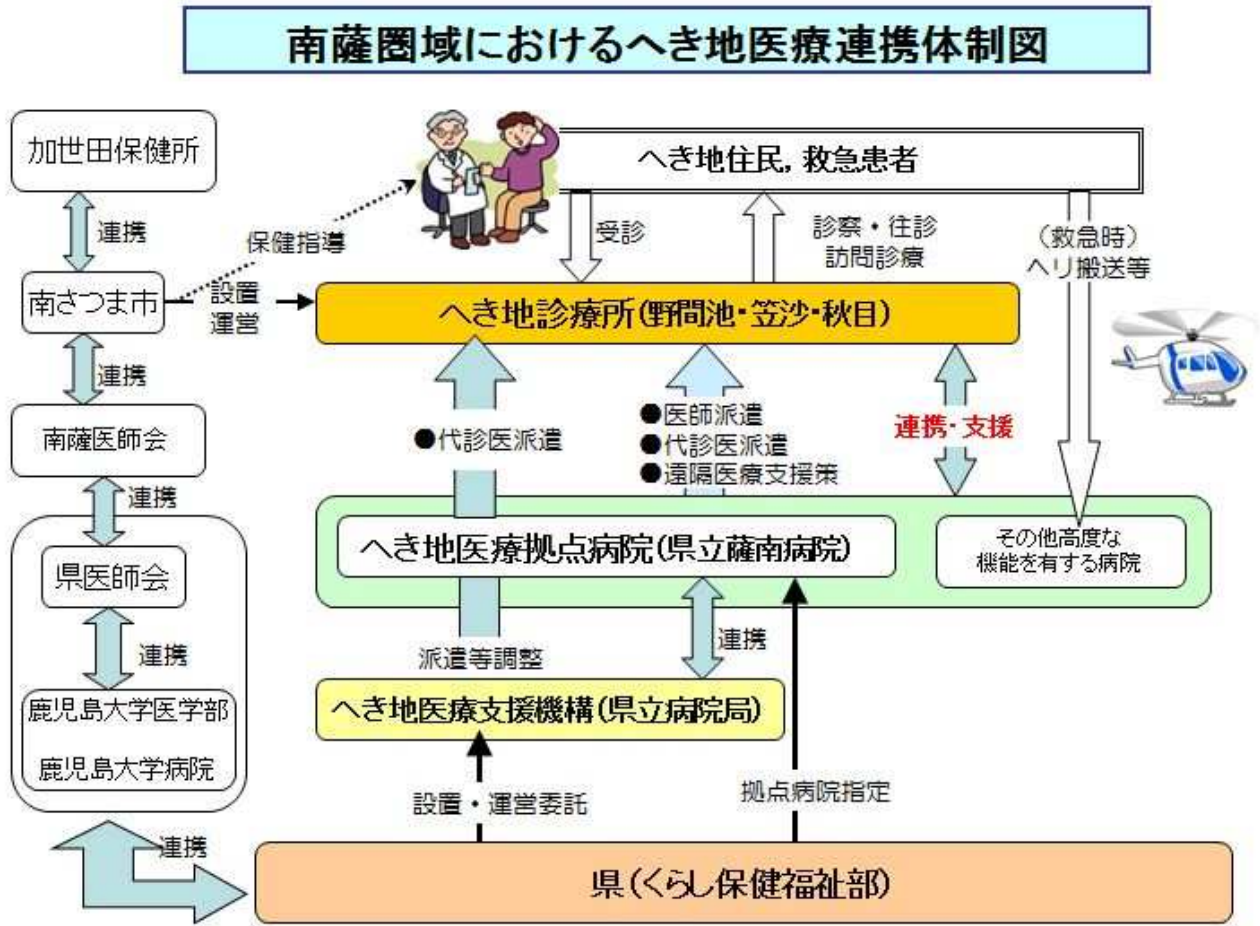 南薩圏域におけるへき地医療連携体制図
加世田保健所
へき地住民，救急患者
連携
保健指導
受診
診察・往診
訪問診療
（救急時）
ヘリ搬送等
南さつま市
設置
運営
へき地診療所（野間池・笠沙・秋目）
連携
南薩医師会
●代診医派遣
●医師派遣
●代診医派遣
●遠隔医療支援策
連携・支援
連携
県医師会
へき地医療拠点病院（県立薩南病院）
その他高度な
機能を有する病院
連携
派遣等調整
連携
鹿児島大学医学部
鹿児島大学病院
へき地医療支援機構（県立病院局）
設置・運営委託
拠点病院指定
連携
県（くらし保健福祉部）